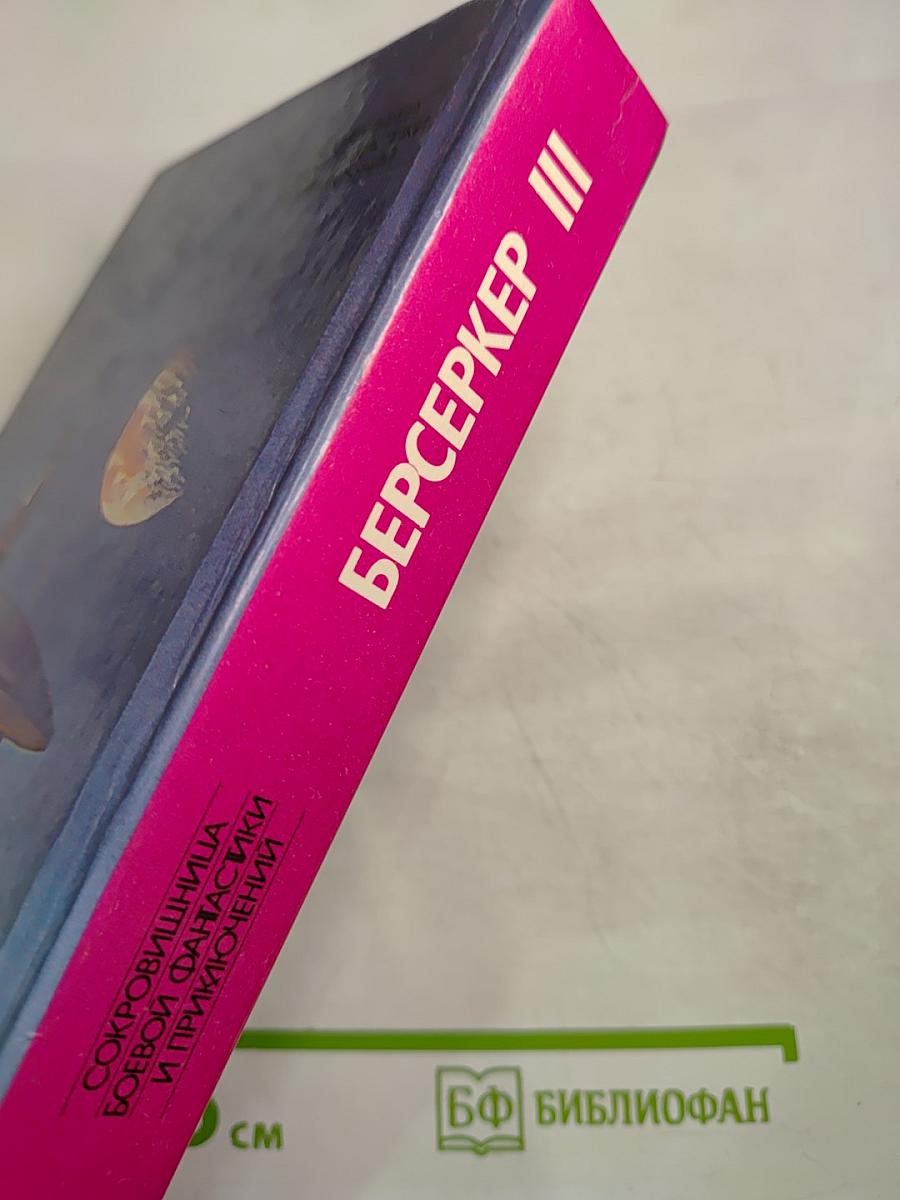 БЕРСЕРКЕР III
СОКРОВИЩНИЦА
БОЕВОЙ ФАНТАСТИКИ
И ПРИКЛЮЧЕНИЙ
см
БФ БИБЛИОФАН